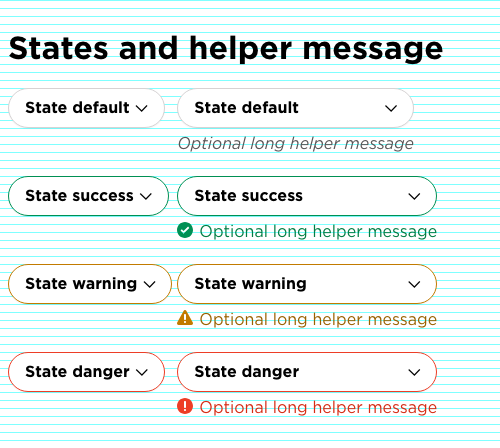 States and helper message
State default State default
Optional long helper message
State success State success
Optional long helper message
State warning State warning
Optional long helper message
State danger State danger
Optional long helper message